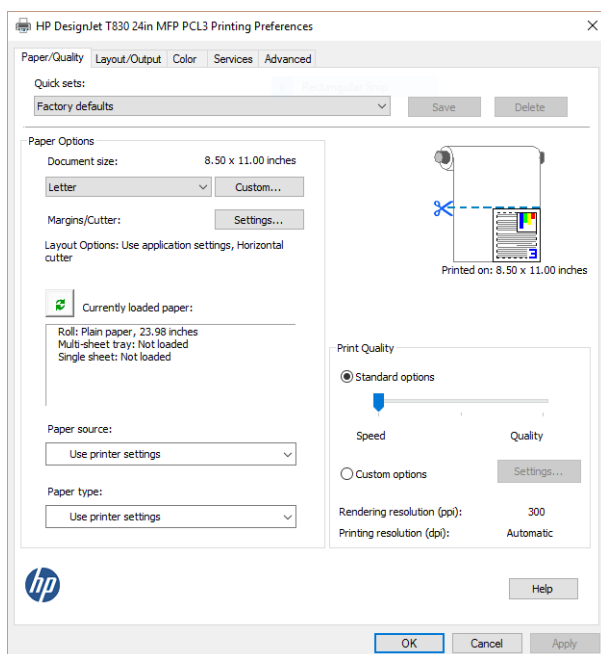 HP DesignJet T830 24in MFP PCL3 Printing Preferences
Paper/Quality Layout/Output Color Services Advanced
Quick sets:
Factory defaults
Save
Delete
Paper Options
Document size: 8.50 x 11.00 inches
Letter
Custom...
Margins/Cutter:
Settings...
Layout Options: Use application settings, Horizontal
cutter
Currently loaded paper:
Roll: Plain paper, 23.98 inches
Multi-sheet tray: Not loaded
Single sheet: Not loaded
Paper source:
Use printer settings
Paper type:
Use printer settings
3
Printed on: 8.50 x 11.00 inches
Print Quality
Standard options
Speed Quality
Custom options
Settings...
Rendering resolution (ppi): 300
Printing resolution (dpi): Automatic
hp
Help
OK
Cancel
Apply